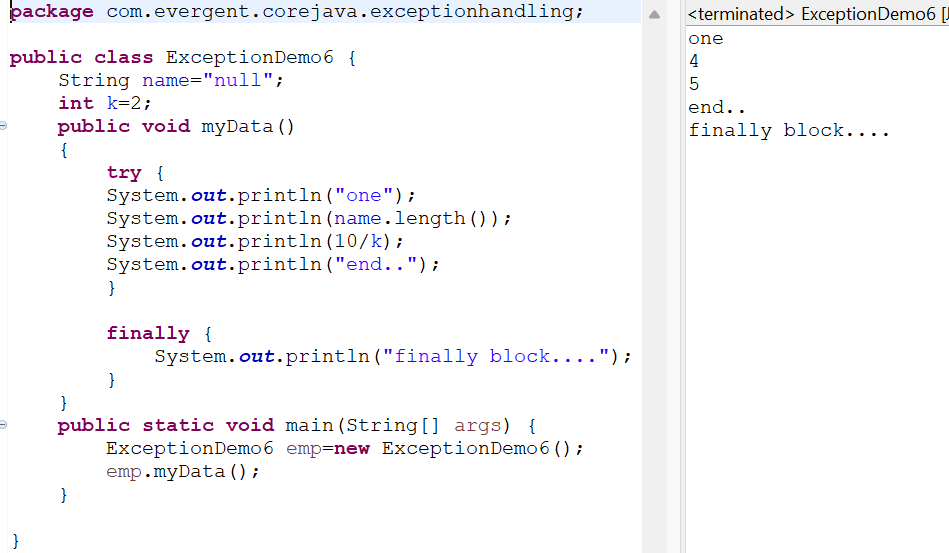 package com.evergent.corejava.exceptionhandling;
public class ExceptionDemo6 {
String name="null";
int k=2;
public void myData()
{
try {
System.out.println("one");
System.out.println(name.length());
System.out.println(10/k);
System.out.println("end..");
}
finally {
System.out.println("finally block....");
}
}
public static void main(String[] args) {
ExceptionDemo6 emp=new ExceptionDemo6();
emp.myData();
}
}
<terminated> ExceptionDemo6 [
one
4
5
end..
finally block....